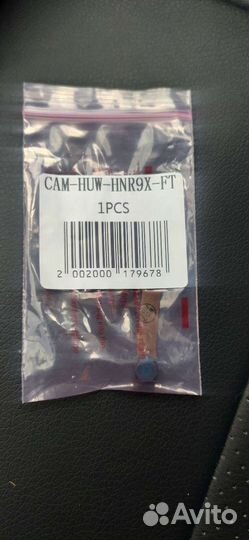 CAM-HUW-HNR9X-FT
1PCS
2 002000 179678
Avito